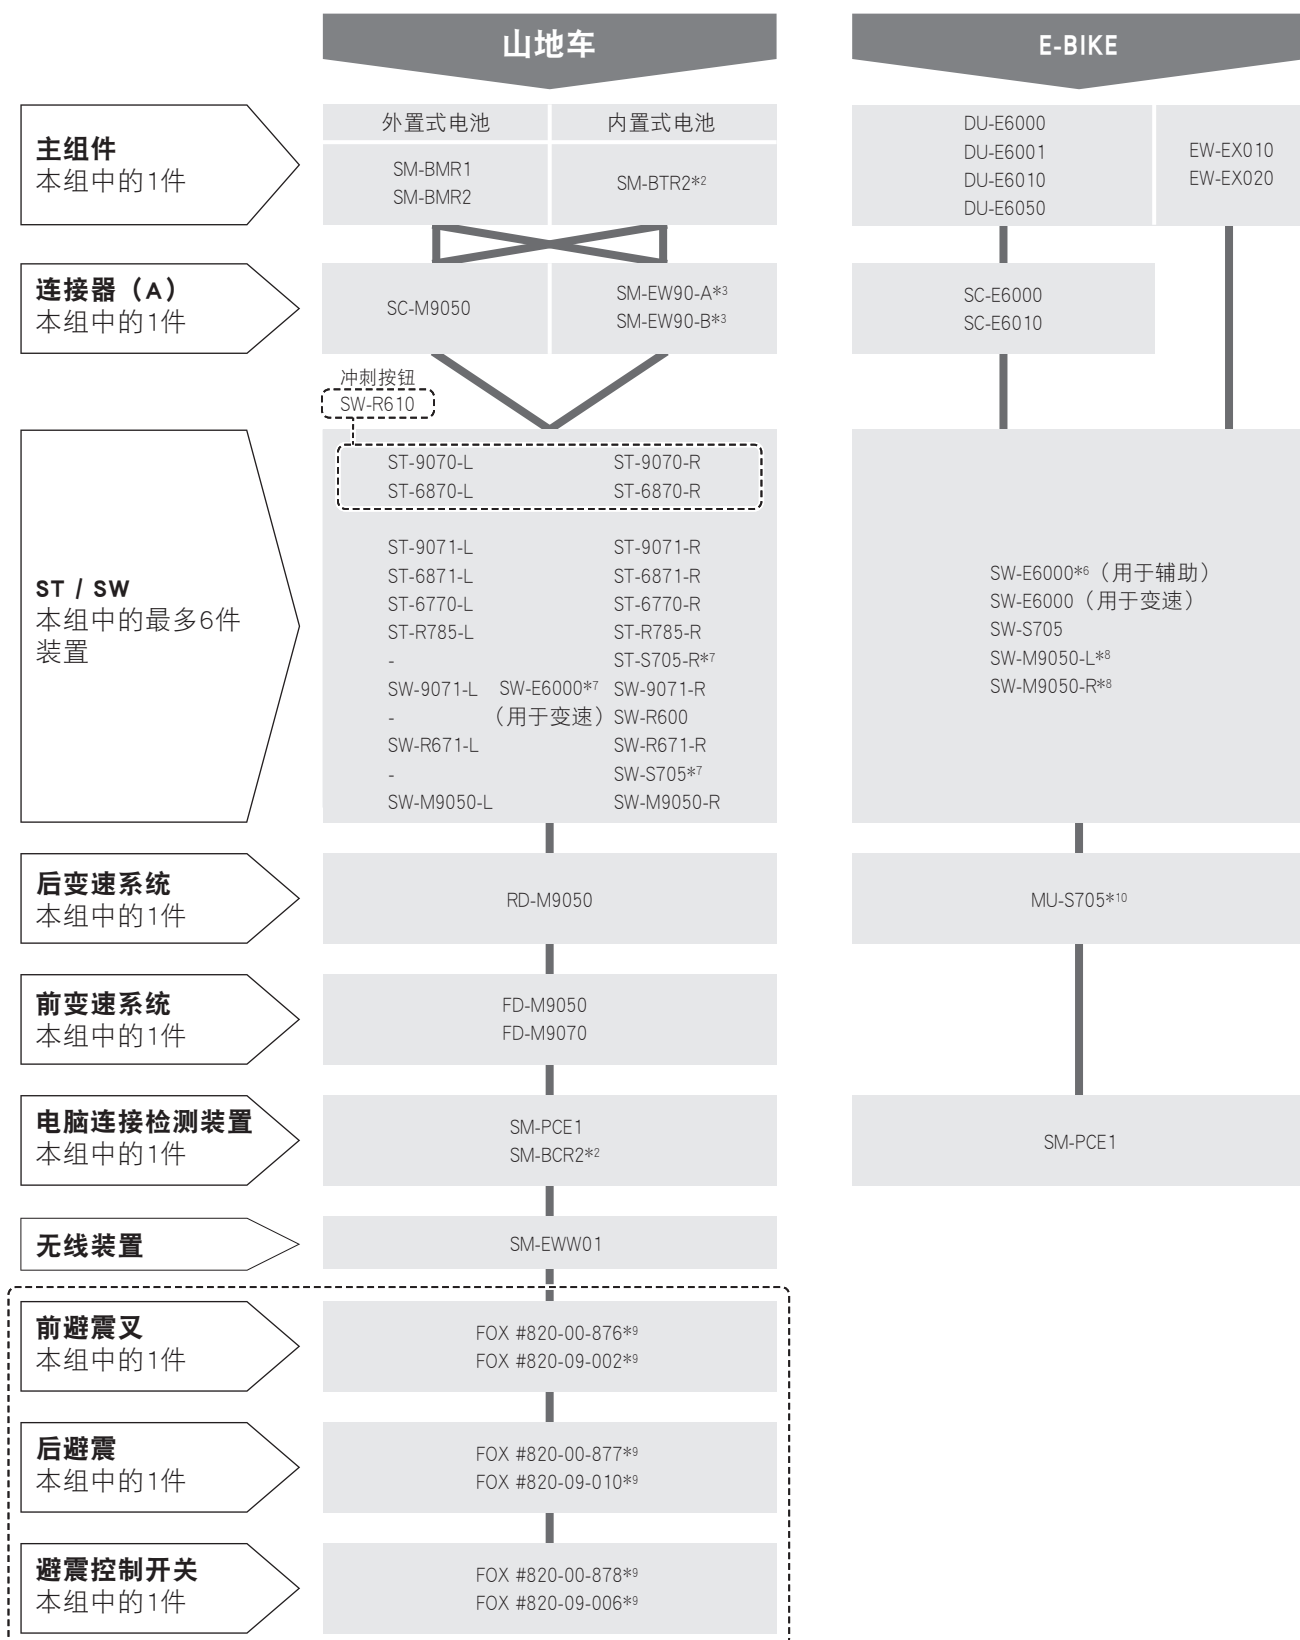 山地车
E-BIKE
主组件
本组中的1件
外置式电池
内置式电池
SM-BMR1
SM-BMR2
SM-BTR2*2
DU-E6000
DU-E6001
DU-E6010
DU-E6050
EW-EX010
EW-EX020
连接器（A）
本组中的1件
SC-M9050
SM-EW90-A*3
SM-EW90-B*3
SC-E6000
SC-E6010
冲刺按钮
SW-R610
ST / SW
本组中的最多6件
装置
ST-9070-L ST-9070-R
ST-6870-L ST-6870-R
ST-9071-L ST-9071-R
ST-6871-L ST-6871-R
ST-6770-L ST-6770-R
ST-R785-L ST-R785-R
- ST-S705-R*7
SW-9071-L SW-E6000*7 SW-9071-R
- （用于变速） SW-R600
SW-R671-L SW-R671-R
- SW-S705*7
SW-M9050-L SW-M9050-R
SW-E6000*6（用于辅助）
SW-E6000（用于变速）
SW-S705
SW-M9050-L*8
SW-M9050-R*8
后变速系统
本组中的1件
RD-M9050
MU-S705*10
前变速系统
本组中的1件
FD-M9050
FD-M9070
电脑连接检测装置
本组中的1件
SM-PCE1
SM-BCR2*2
SM-PCE1
无线装置
SM-EWW01
前避震叉
本组中的1件
FOX #820-00-876*9
FOX #820-09-002*9
后避震
本组中的1件
FOX #820-00-877*9
FOX #820-09-010*9
避震控制开关
本组中的1件
FOX #820-00-878*9
FOX #820-09-006*9